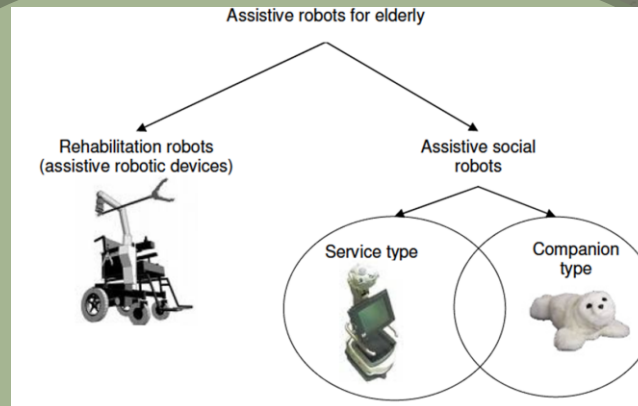 Assistive robots for elderly
Rehabilitation robots
(assistive robotic devices)
Assistive social
robots
Service type
Companion
type